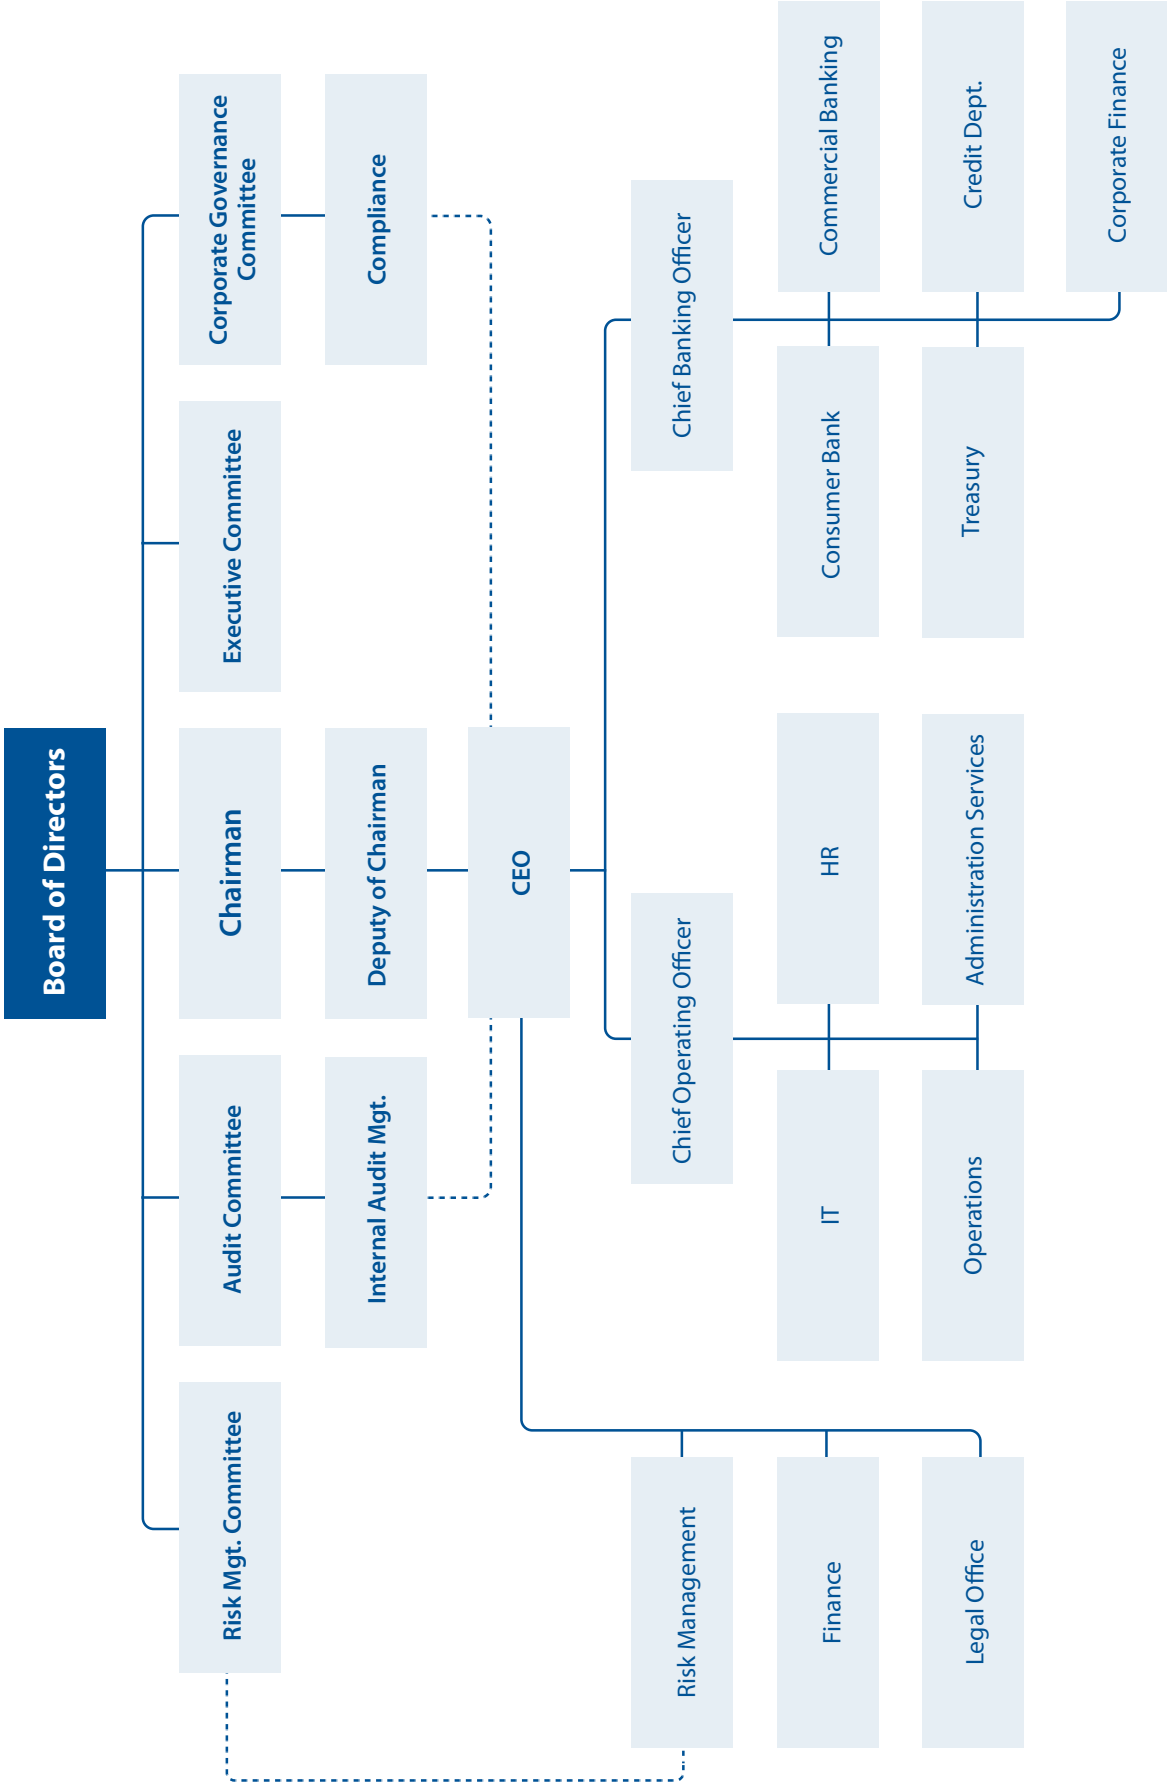 Board of Directors
Risk Mgt. Committee
Audit Committee
Chairman
Executive Committee
Corporate Governance
Committee
Internal Audit Mgt.
Deputy of Chairman
Compliance
CEO
Risk Management
Chief Operating Officer
Chief Banking Officer
Finance
IT
HR
Consumer Bank
Commercial Banking
Legal Office
Operations
Administration Services
Treasury
Credit Dept.
Corporate Finance